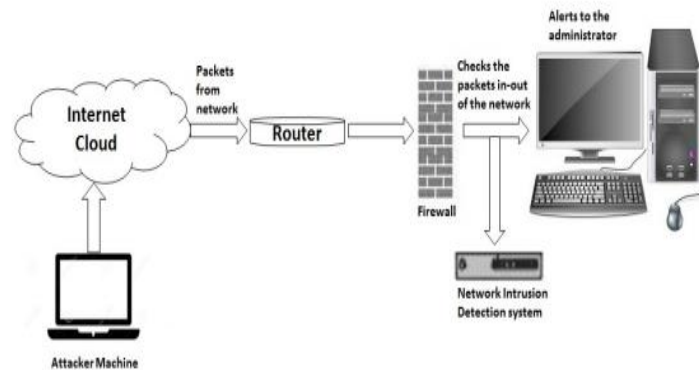 Alerts to the
administrator
Checks the
packets in-out
of the network
Packets
from
network
Internet
Cloud
Router
Firewall
Network Intrusion
Detection system
Attacker Machine